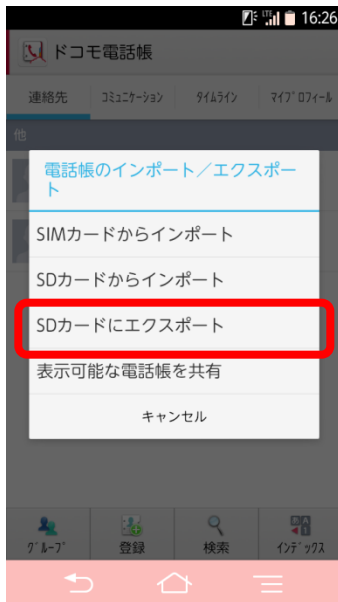 16:26
ドコモ電話帳
連絡先 ｺﾐｭﾆｹｰｼｮﾝ ﾀｲﾑﾗｲﾝ ﾏｲﾌﾟﾛﾌｨｰﾙ
他
電話帳のインポート／エクスポー
ト
SIMカードからインポート
SDカードからインポート
SDカードにエクスポート
表示可能な電話帳を共有
キャンセル
ｸﾞﾙｰﾌﾟ 登録 検索 ｲﾝﾃﾞｯｸｽ